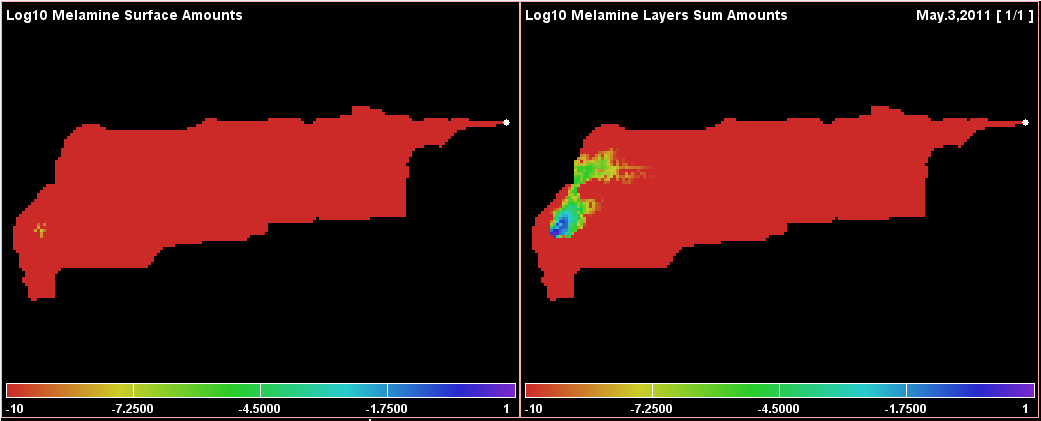 Log10 Melamine Surface Amounts
Log10 Melamine Layers Sum Amounts May.3,2011 [ 1/1 ]
-10 -7.2500 -4.5000 -1.7500 1
-10 -7.2500 -4.5000 -1.7500 1